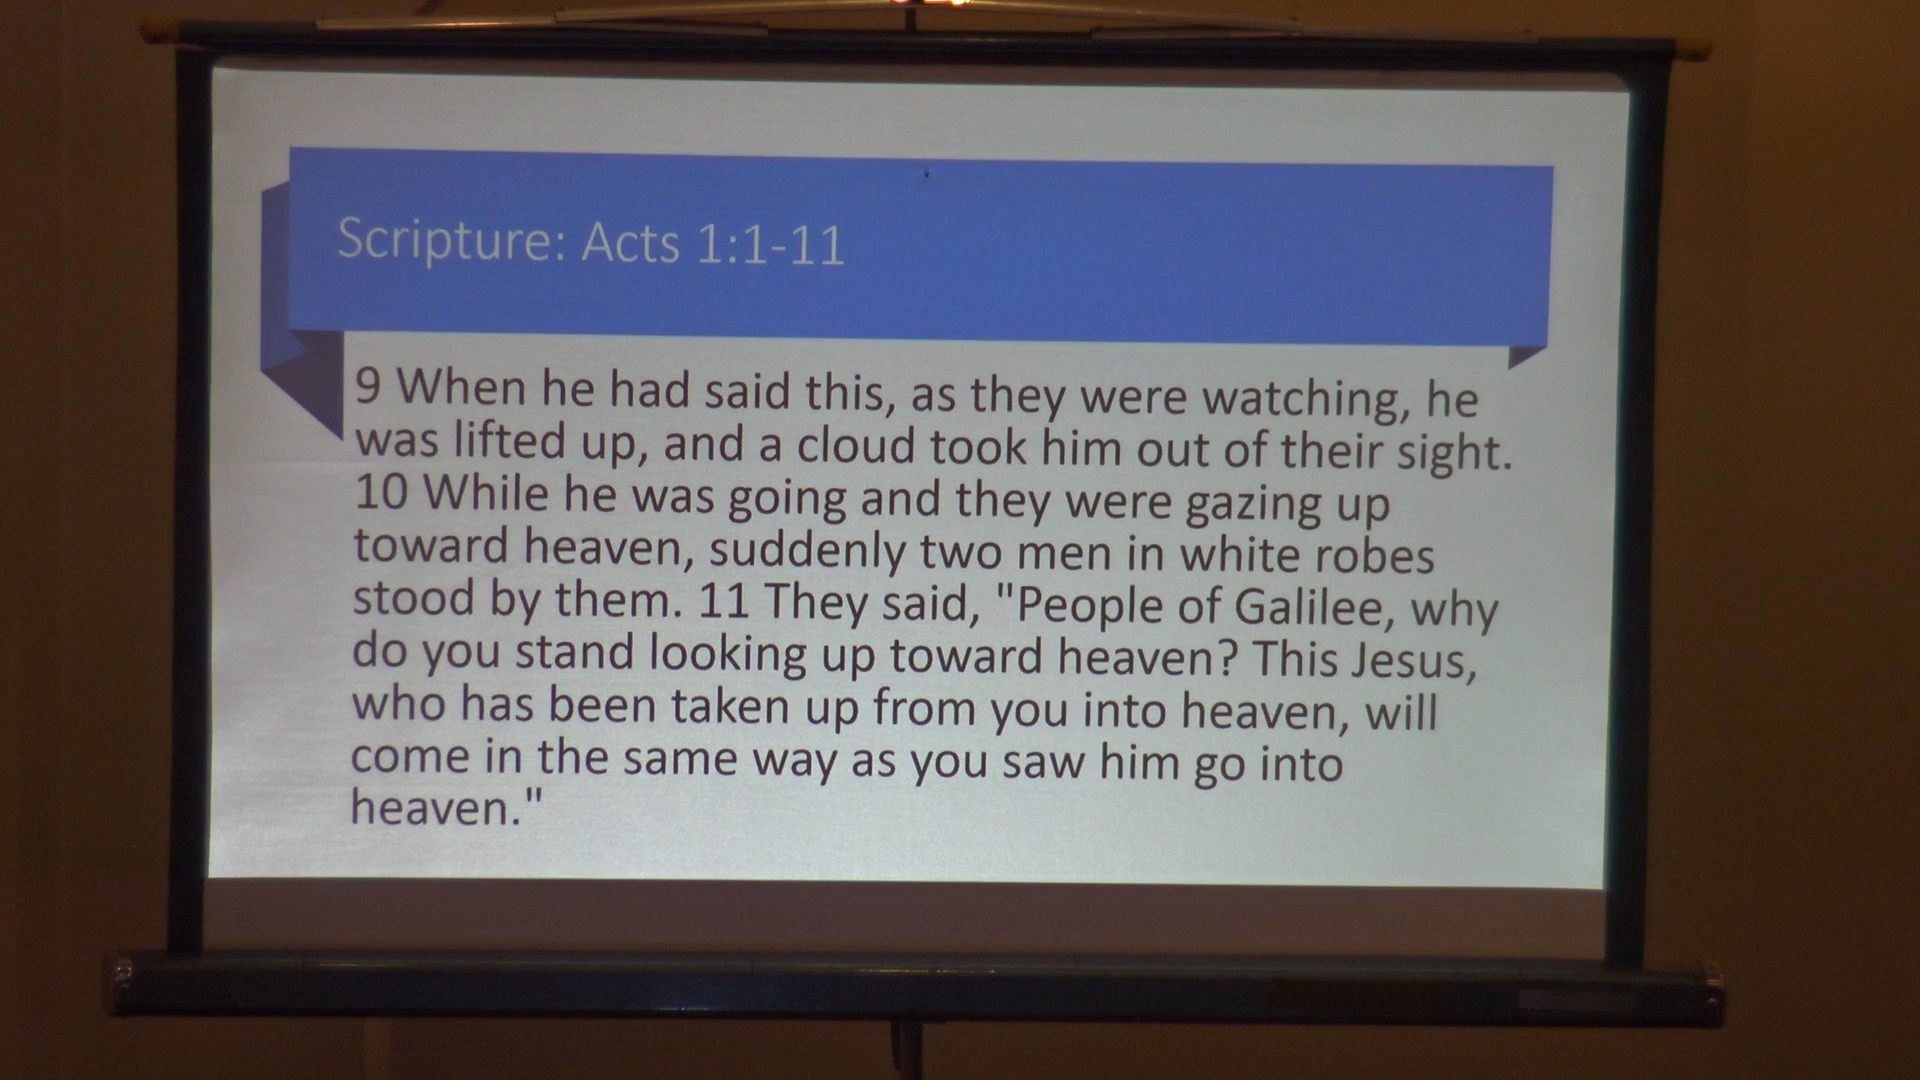 Scripture: Acts 1:1-11
9 When he had said this, as they were watching, he
was lifted up, and a cloud took him out of their sight.
10 While he was going and they were gazing up
toward heaven, suddenly two men in white robes
stood by them. 11 They said, "People of Galilee, why
do you stand looking up toward heaven? This Jesus,
who has been taken up from you into heaven, will
come in the same way as you saw him go into
heaven."